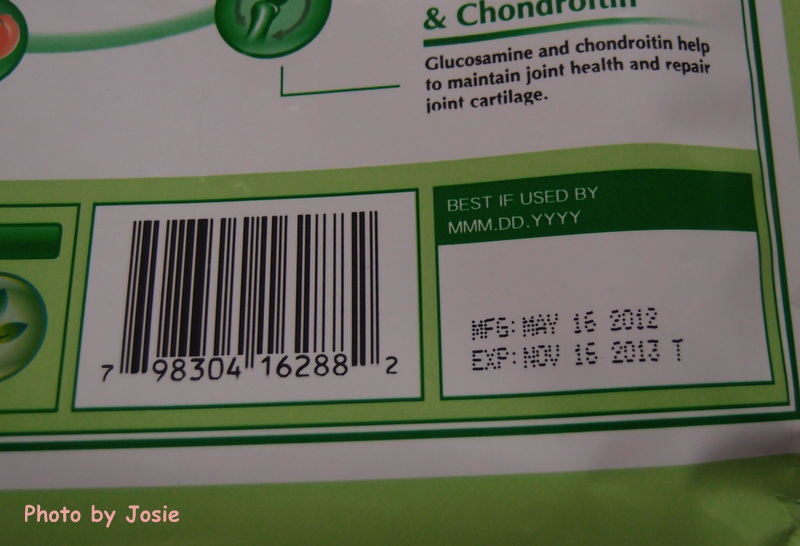 & Chondroitin
Glucosamine and chondroitin help
to maintain joint health and repair
joint cartilage.
BEST IF USED BY
MMM.DD.YYYY
MFG: MAY 16 2012
EXP: NOV 16 2013 T
7 98304 16288 2
Photo by Josie